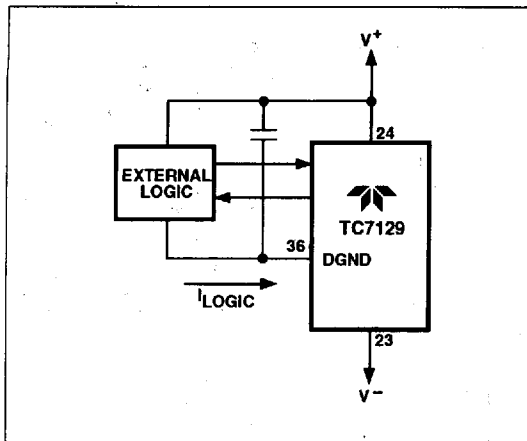 V+
24
EXTERNAL
LOGIC
TC7129
36
DGND
ILOGIC
23
V−